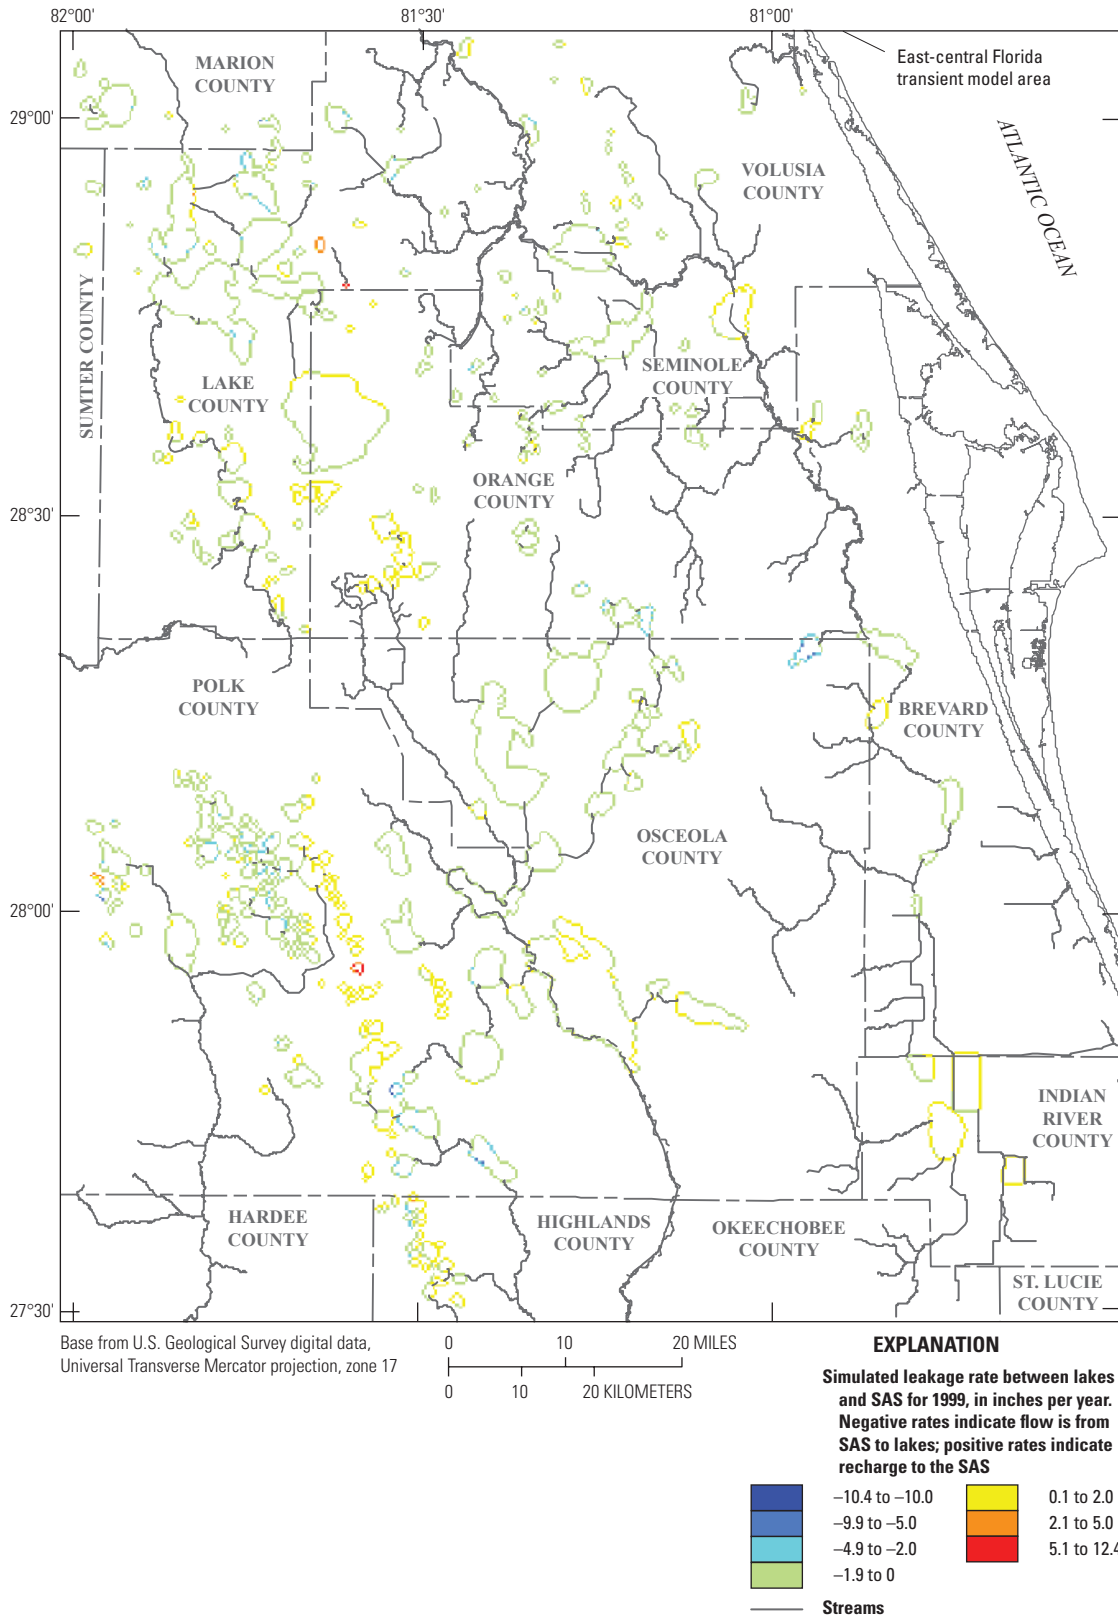 82°00'
81°30'
81°00'
East-central Florida
transient model area
MARION
COUNTY
29°00'
ATLANTIC OCEAN
VOLUSIA
COUNTY
SUMTER COUNTY
SEMINOLE
COUNTY
LAKE
COUNTY
ORANGE
COUNTY
28°30'
POLK
COUNTY
BREVARD
COUNTY
OSCEOLA
COUNTY
28°00'
INDIAN
RIVER
COUNTY
HARDEE
COUNTY
HIGHLANDS
COUNTY
OKEECHOBEE
COUNTY
ST. LUCIE
COUNTY
27°30'
Base from U.S. Geological Survey digital data,
Universal Transverse Mercator projection, zone 17
0 10 20 MILES
0 10 20 KILOMETERS
EXPLANATION
Simulated leakage rate between lakes
and SAS for 1999, in inches per year.
Negative rates indicate flow is from
SAS to lakes; positive rates indicate
recharge to the SAS
−10.4 to −10.0
−9.9 to −5.0
−4.9 to −2.0
−1.9 to 0
0.1 to 2.0
2.1 to 5.0
5.1 to 12.4
Streams